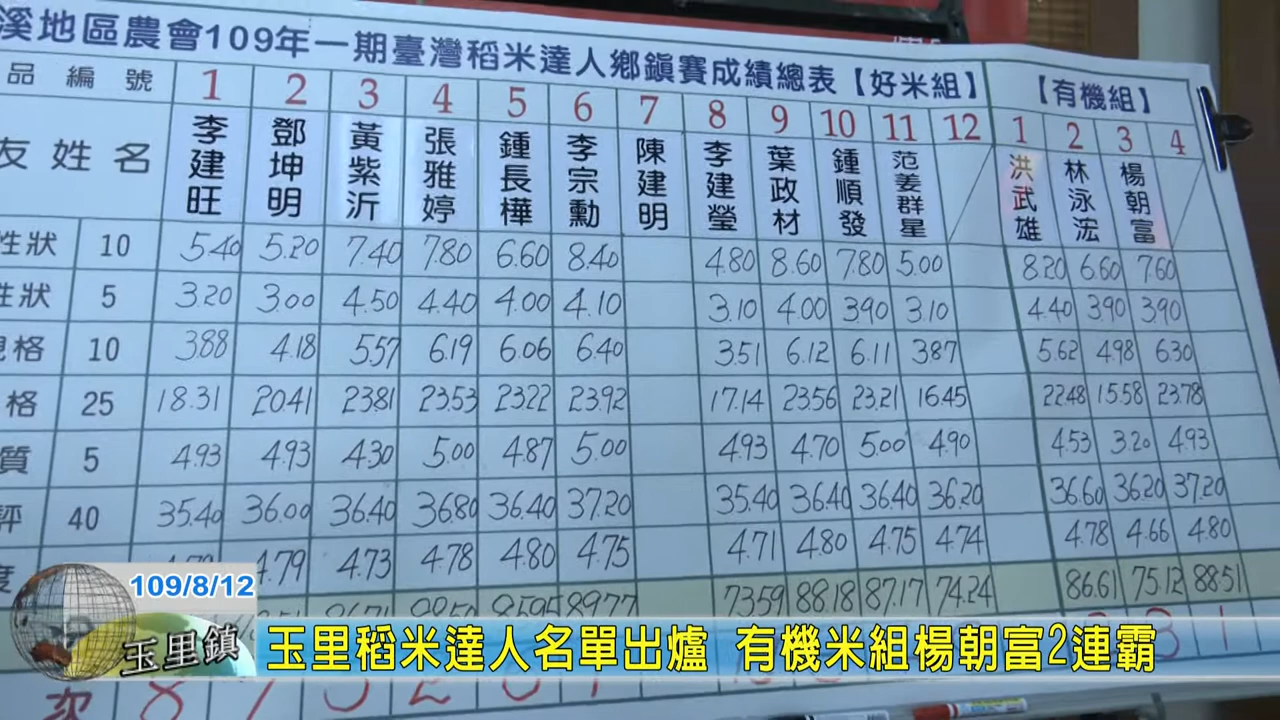 溪地區農會109年一期臺灣稻米達人鄉鎮賽成績總表【好米組】 【有機組】
品編號 1 2 3 4 5 6 7 8 9 10 11 12 1 2 3 4
友姓名 李建旺 鄧坤明 黃紫沂 張雅婷 鍾長樺 李宗勳 陳建明 李建瑩 葉政材 鍾順發 范姜群星 洪武雄 林泳浤 楊朝富
性狀 10 5.40 5.20 7.40 7.80 6.60 8.40 4.80 8.60 7.80 5.00 8.20 6.60 7.60
性狀 5 3.20 3.00 4.50 4.40 4.00 4.10 3.10 4.00 3.90 3.10 4.40 3.90 3.90
規格 10 3.88 4.18 5.57 6.19 6.06 6.40 3.51 6.12 6.11 3.87 5.62 4.98 6.30
格 25 18.31 20.41 23.81 23.53 23.22 23.92 17.14 23.56 23.21 16.45 22.48 15.58 23.78
質 5 4.93 4.93 4.30 5.00 4.87 5.00 4.93 4.70 5.00 4.90 4.53 3.20 4.93
評 40 35.40 36.00 36.40 36.80 36.40 37.20 35.40 36.40 36.40 36.20 36.60 36.20 37.20
度 4.79 4.73 4.78 4.80 4.75 4.71 4.80 4.75 4.74 4.78 4.66 4.80
89.77 73.59 88.18 87.17 74.24 86.61 75.12 88.51
次
109/8/12
玉里鎮
玉里稻米達人名單出爐 有機米組楊朝富2連霸